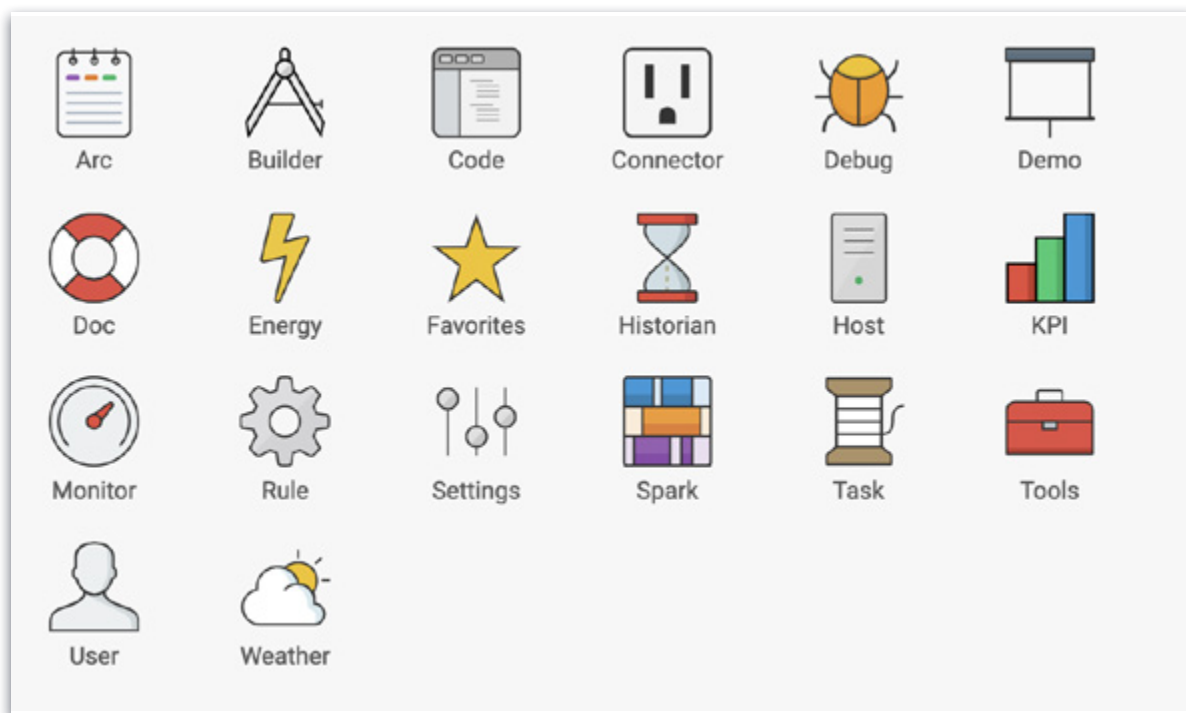 Arc Builder Code Connector Debug Demo
Doc Energy Favorites Historian Host KPI
Monitor Rule Settings Spark Task Tools
User Weather